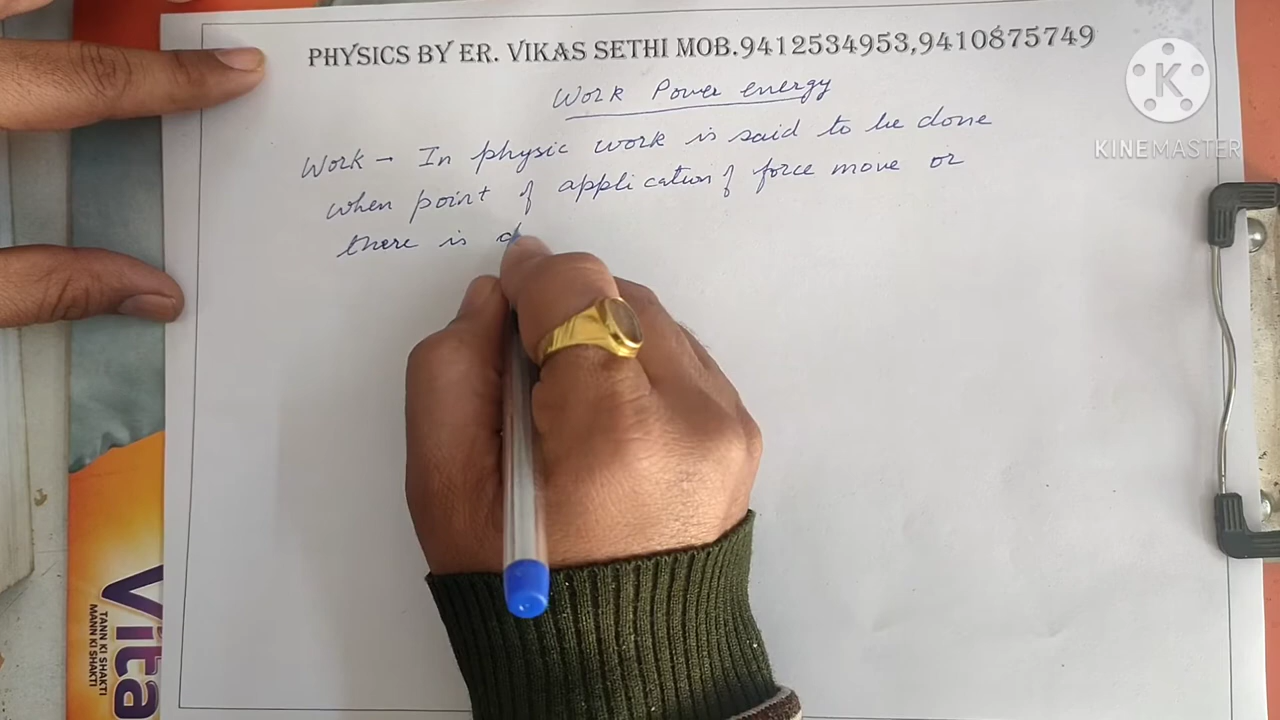 PHYSICS BY ER. VIKAS SETHI MOB.9412534953,9410875749
Work Power energy
Work – In physic work is said to be done
when point of application of force move or
there is d
K
KINEMASTER
Vita
TANN KI SHAKTI
MANN KI SHAKTI